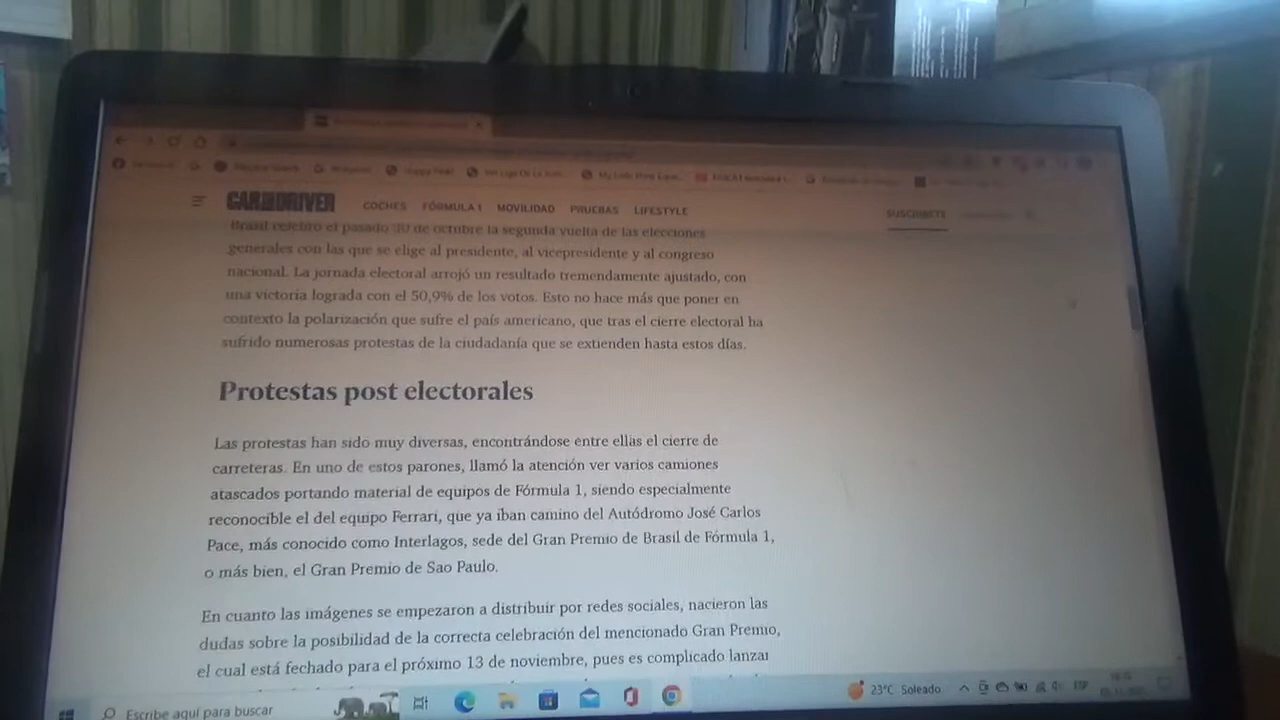 CAR AND DRIVER
COCHES FÓRMULA 1 MOVILIDAD PRUEBAS LIFESTYLE
SUSCRÍBETE
Brasil celebró el pasado 30 de octubre la segunda vuelta de las elecciones
generales con las que se elige al presidente, al vicepresidente y al congreso
nacional. La jornada electoral arrojó un resultado tremendamente ajustado, con
una victoria lograda con el 50,9% de los votos. Esto no hace más que poner en
contexto la polarización que sufre el país americano, que tras el cierre electoral ha
sufrido numerosas protestas de la ciudadanía que se extienden hasta estos días.
Protestas post electorales
Las protestas han sido muy diversas, encontrándose entre ellas el cierre de
carreteras. En uno de estos parones, llamó la atención ver varios camiones
atascados portando material de equipos de Fórmula 1, siendo especialmente
reconocible el del equipo Ferrari, que ya iban camino del Autódromo José Carlos
Pace, más conocido como Interlagos, sede del Gran Premio de Brasil de Fórmula 1,
o más bien, el Gran Premio de Sao Paulo.
En cuanto las imágenes se empezaron a distribuir por redes sociales, nacieron las
dudas sobre la posibilidad de la correcta celebración del mencionado Gran Premio,
el cual está fechado para el próximo 13 de noviembre, pues es complicado lanzar
Escribe aquí para buscar
23°C Soleado
ESP